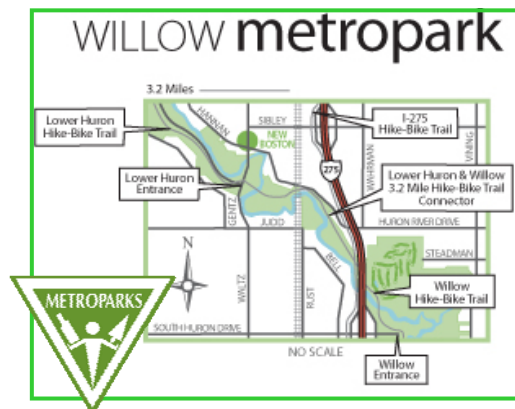 WILLOW metropark
3.2 Miles
Lower Huron
Hike-Bike Trail
HANNAN
SIBLEY
NEW
BOSTON
I-275
Hike-Bike Trail
275
WAHRMAN
VINING
Lower Huron
Entrance
Lower Huron & Willow
3.2 Mile Hike-Bike Trail
Connector
GENTZ
JUDD
HURON RIVER DRIVE
N
WALTZ
RUST
BELL
STEADMAN
Willow
Hike-Bike Trail
METROPARKS
SOUTH HURON DRIVE
NO SCALE
Willow
Entrance